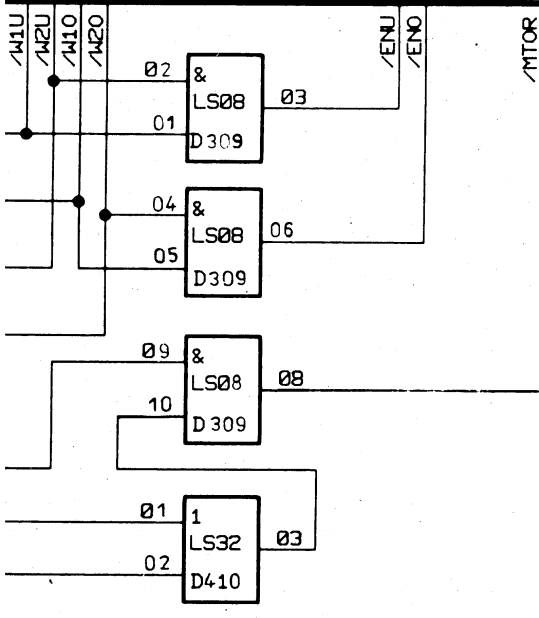 /W1U
/W2U
/W1O
/W2O
/ENU
/ENO
/MTOR
02
&
LS08
03
01
D309
04
&
LS08
06
05
D309
09
&
LS08
08
10
D309
01
1
LS32
03
02
D410